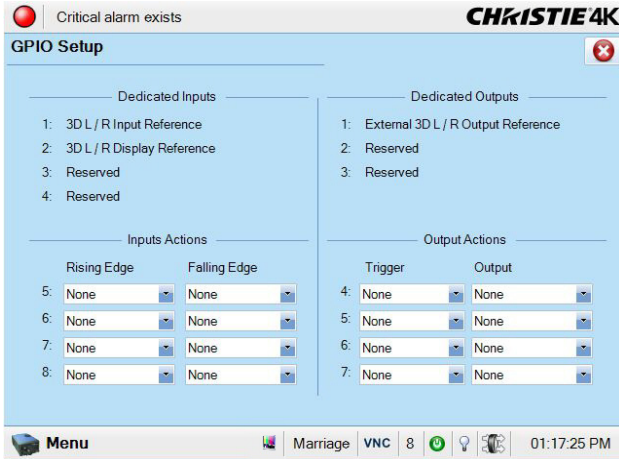 Critical alarm exists
CHRISTIE 4K
GPIO Setup
Dedicated Inputs
1: 3D L / R Input Reference
2: 3D L / R Display Reference
3: Reserved
4: Reserved
Dedicated Outputs
1: External 3D L / R Output Reference
2: Reserved
3: Reserved
Inputs Actions
Rising Edge Falling Edge
5: None None
6: None None
7: None None
8: None None
Output Actions
Trigger Output
4: None None
5: None None
6: None None
7: None None
Menu
Marriage VNC 8 01:17:25 PM